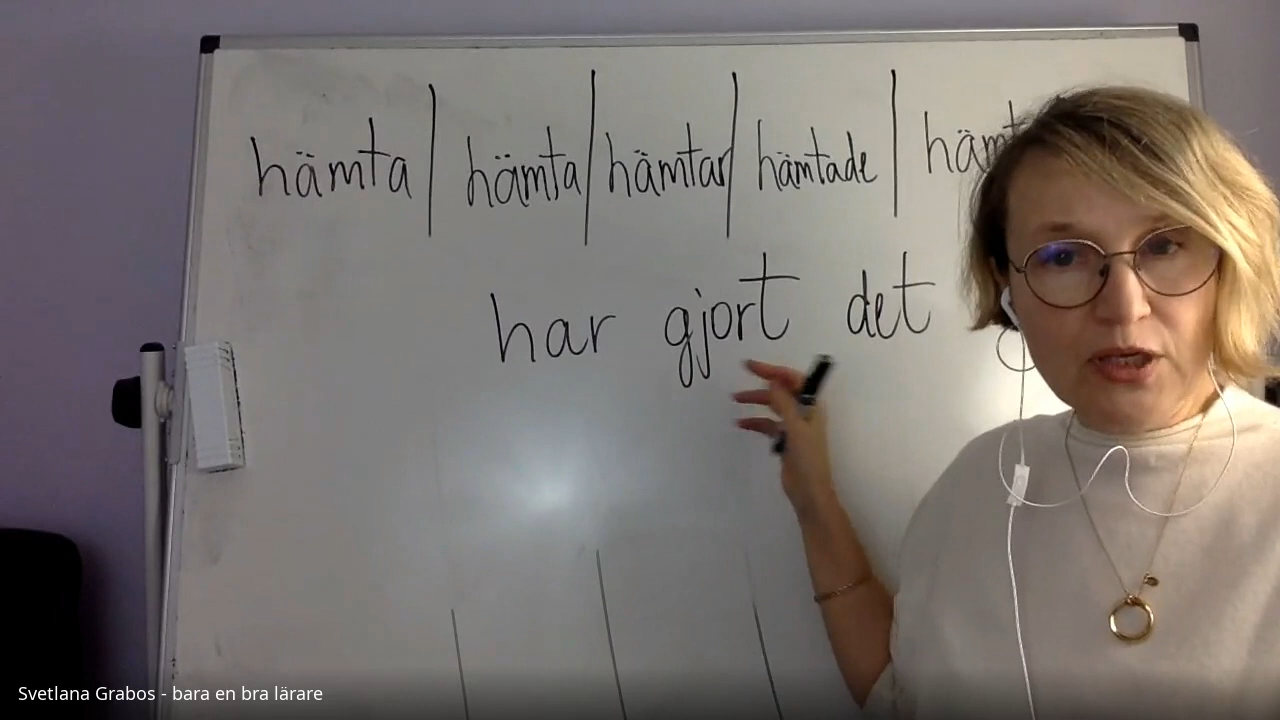 hämta | hämta | hämtar | hämtade |
har gjort det
Svetlana Grabos - bara en bra lärare